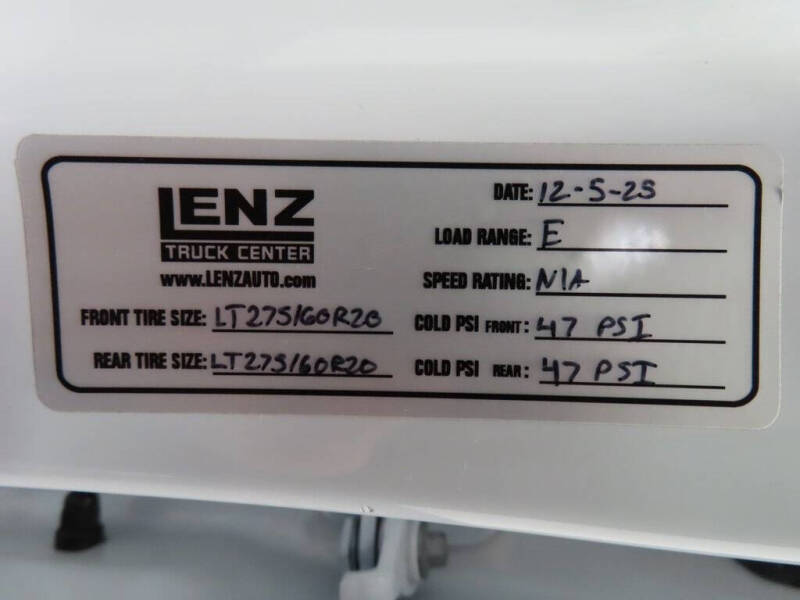 LENZ
TRUCK CENTER
www.LENZAUTO.com
DATE: 12-5-25
LOAD RANGE: E
SPEED RATING: N/A
FRONT TIRE SIZE: LT275/60R20
COLD PSI FRONT: 47 PSI
REAR TIRE SIZE: LT275/60R20
COLD PSI REAR: 47 PSI